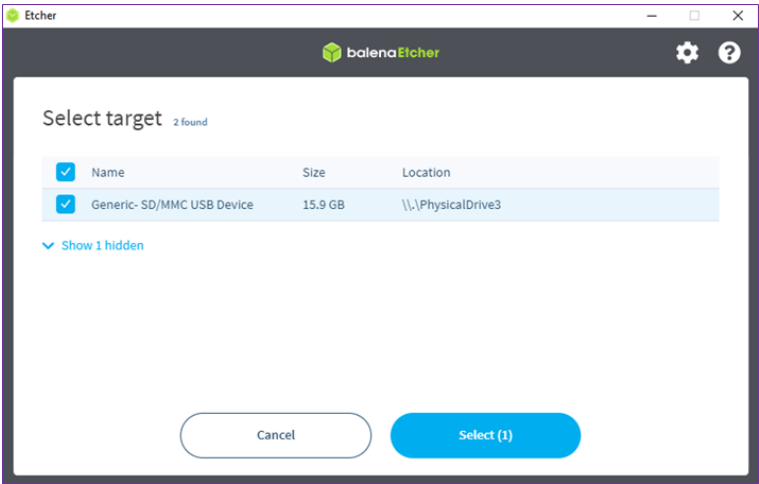 Etcher
balenaEtcher
Select target 2 found
Name Size Location
Generic- SD/MMC USB Device 15.9 GB \\.\PhysicalDrive3
Show 1 hidden
Cancel Select (1)